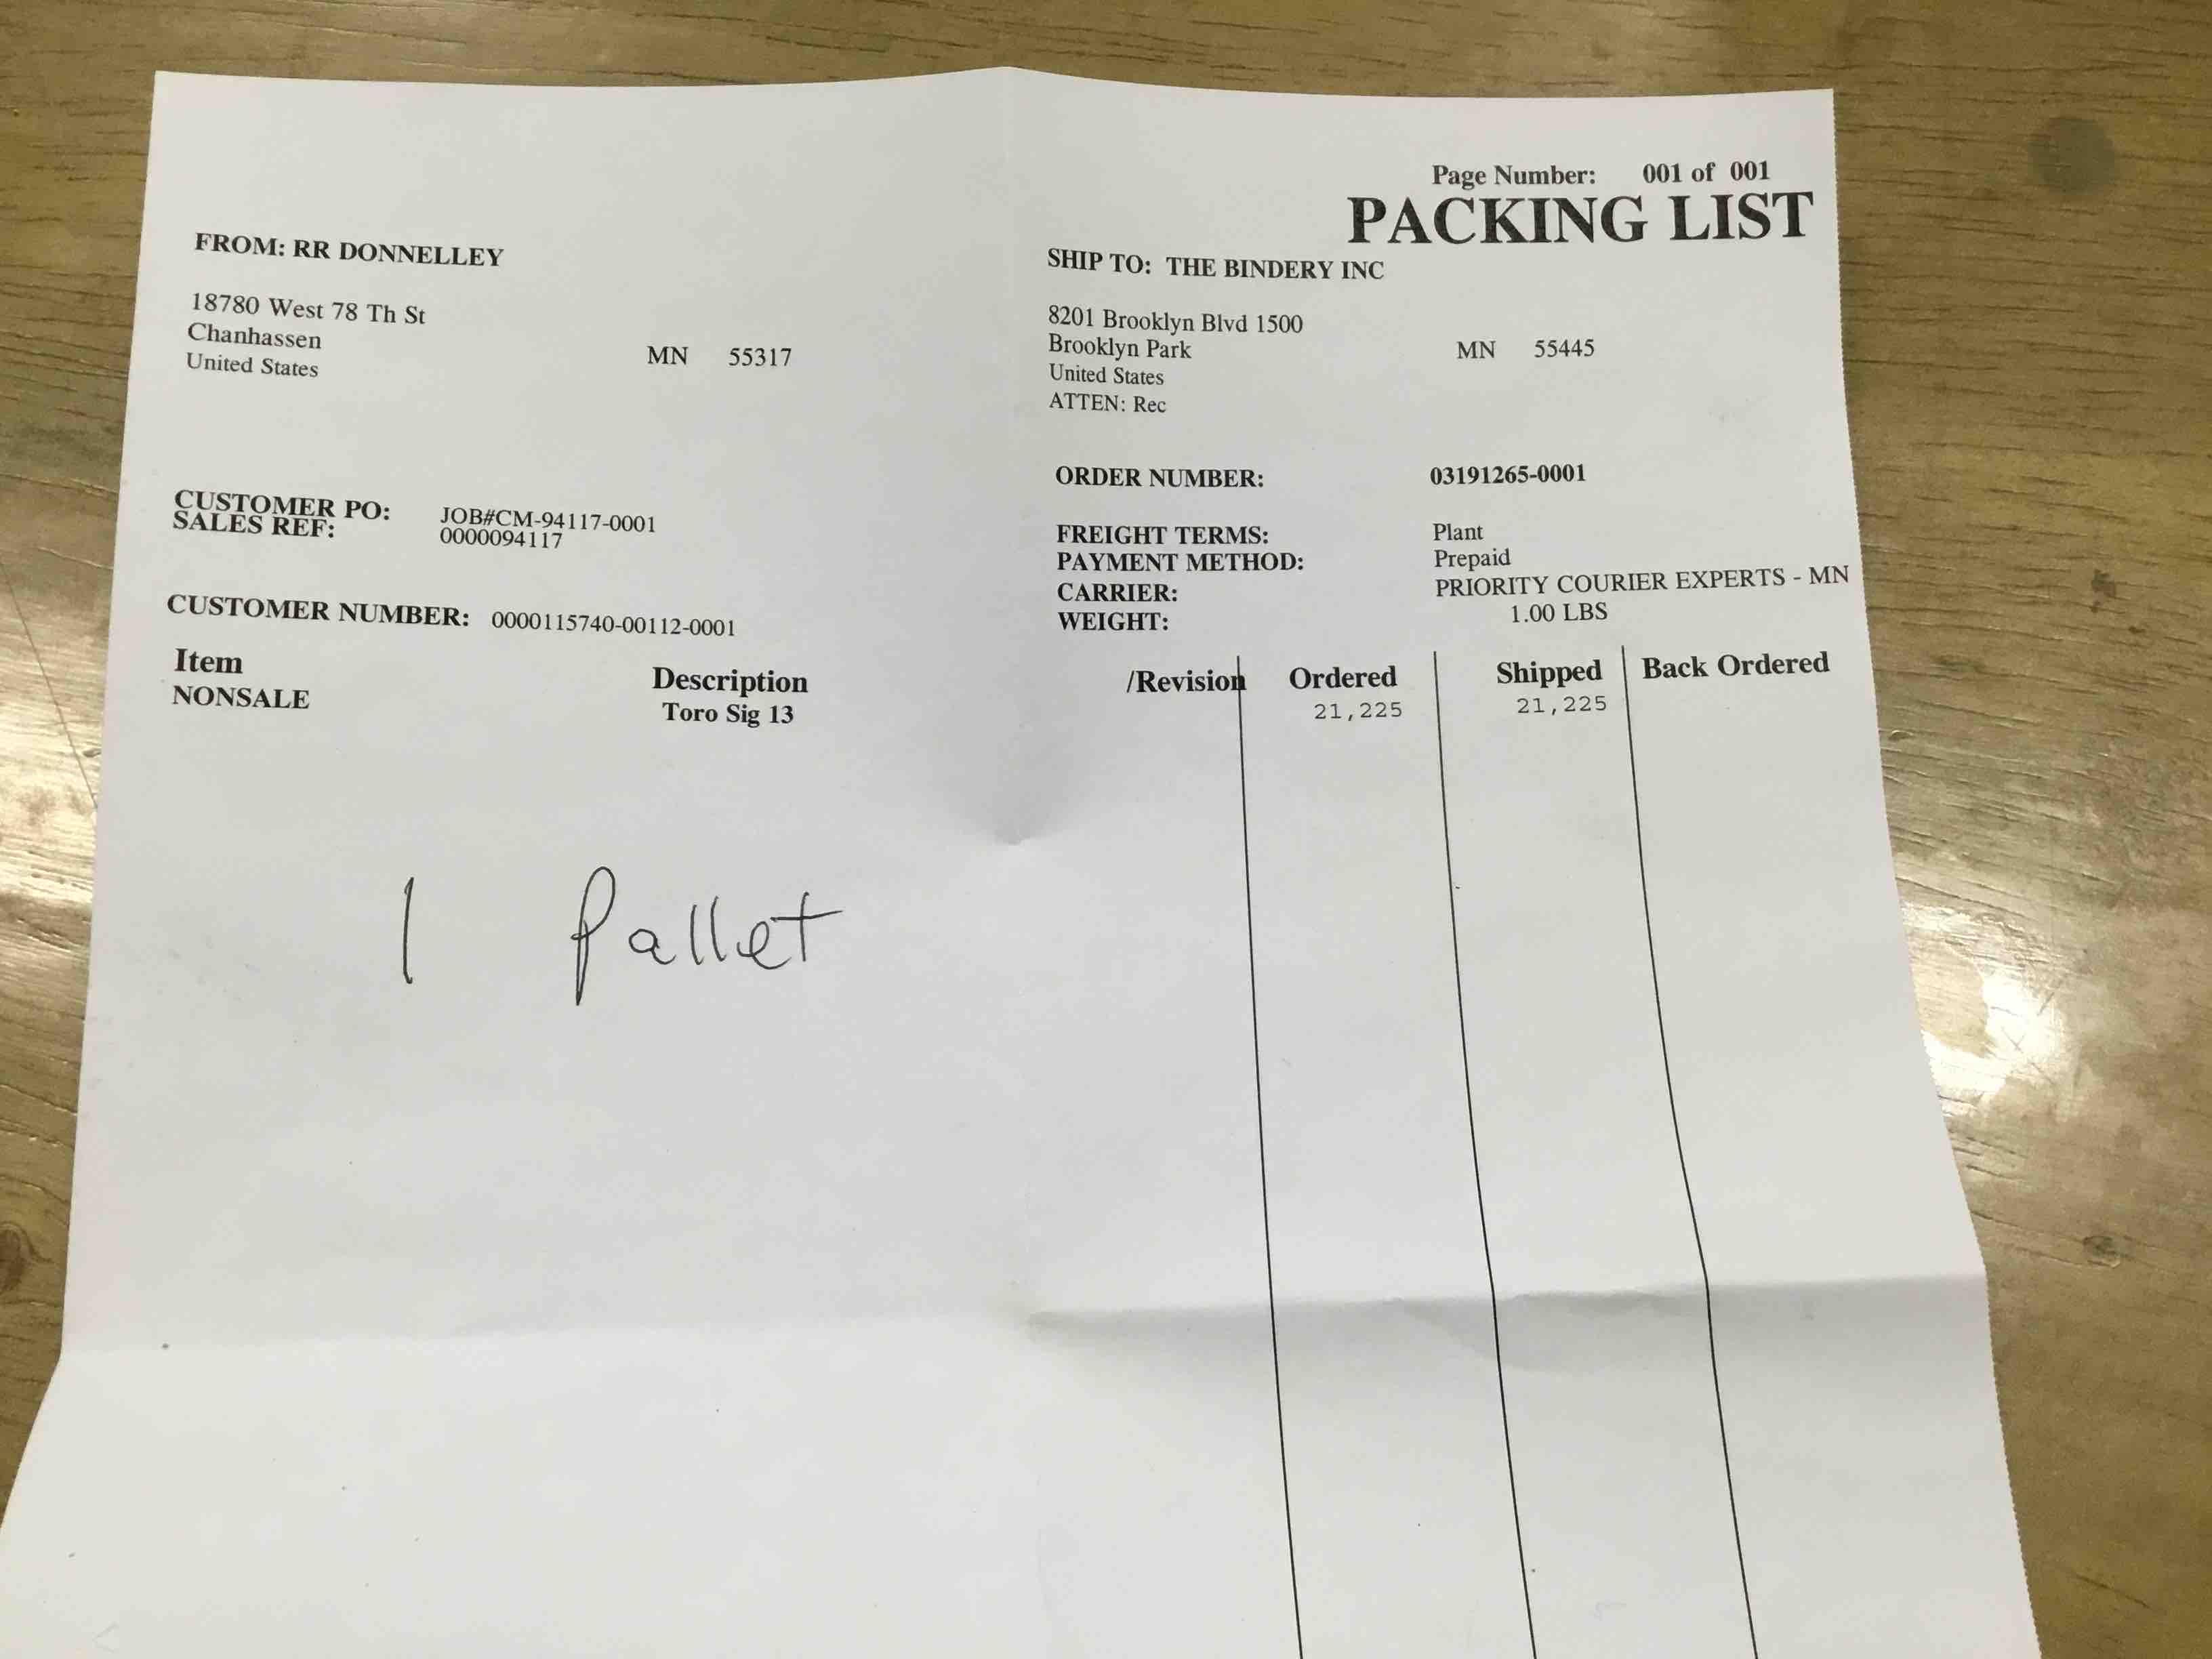 Page Number: 001 of 001
PACKING LIST
FROM: RR DONNELLEY
18780 West 78 Th St
Chanhassen
United States
MN 55317
SHIP TO: THE BINDERY INC
8201 Brooklyn Blvd 1500
Brooklyn Park
MN 55445
United States
ATTEN: Rec
CUSTOMER PO: JOB#CM-94117-0001
SALES REF: 0000094117
CUSTOMER NUMBER: 0000115740-00112-0001
ORDER NUMBER: 03191265-0001
FREIGHT TERMS: Plant
PAYMENT METHOD: Prepaid
CARRIER: PRIORITY COURIER EXPERTS - MN
WEIGHT: 1.00 LBS
Item Description /Revision Ordered Shipped Back Ordered
NONSALE Toro Sig 13 21,225 21,225
1 Pallet